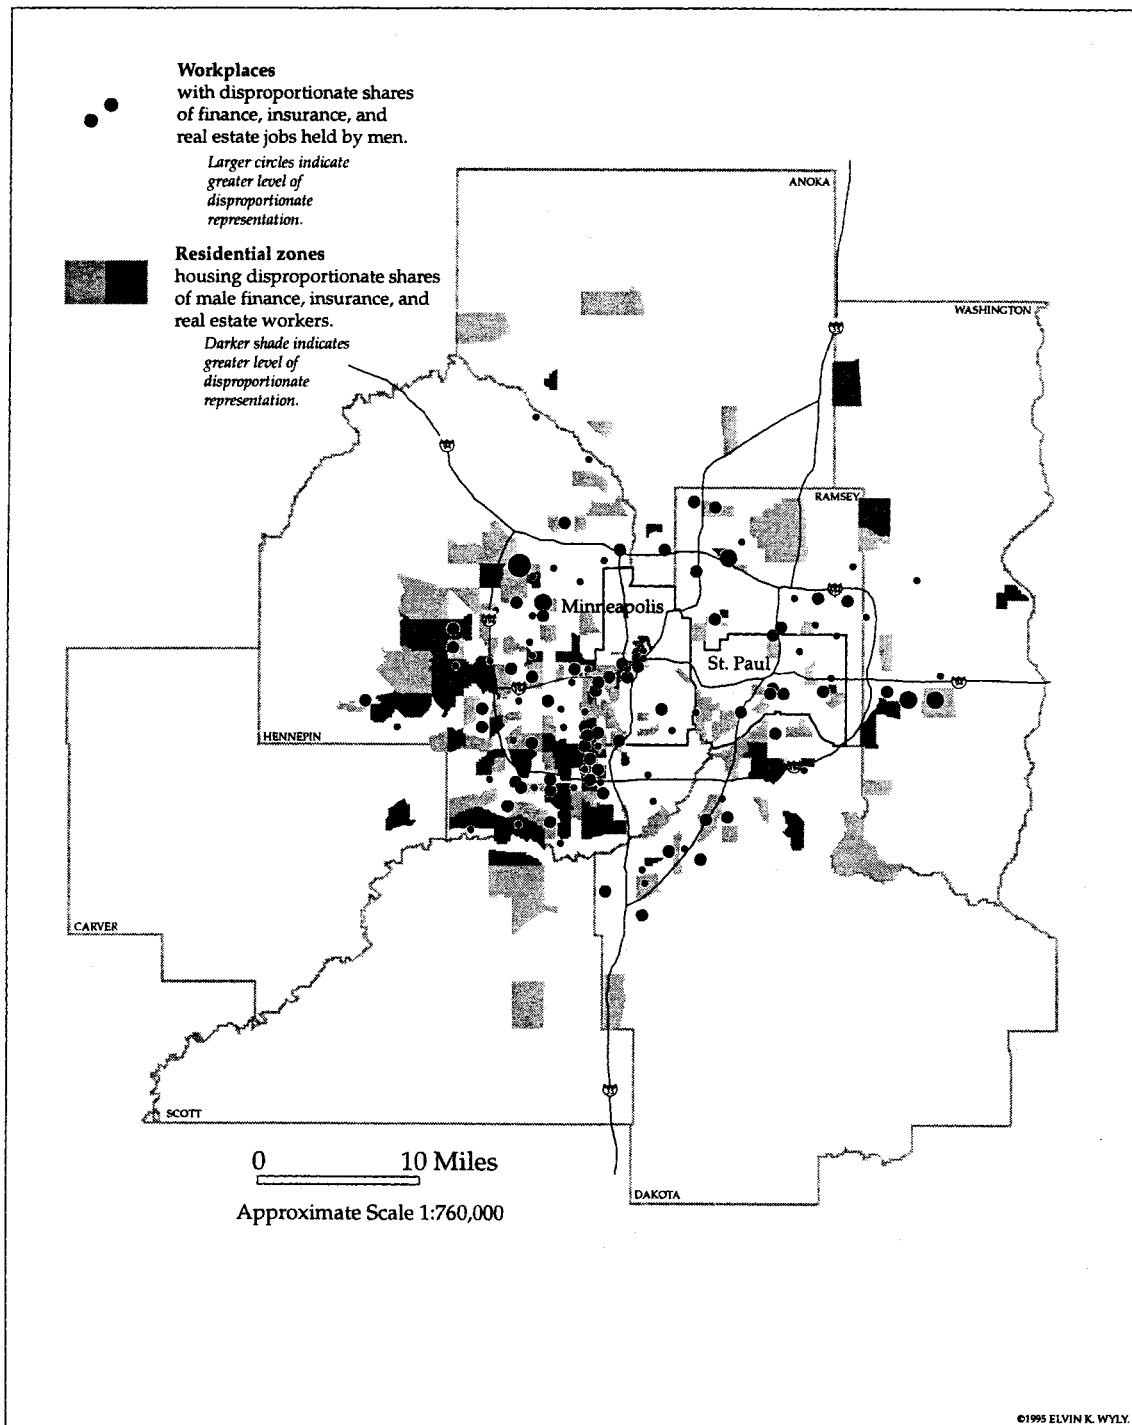 Workplaces
with disproportionate shares
of finance, insurance, and
real estate jobs held by men.
Larger circles indicate
greater level of
disproportionate
representation.
Residential zones
housing disproportionate shares
of male finance, insurance, and
real estate workers.
Darker shade indicates
greater level of
disproportionate
representation.
ANOKA
WASHINGTON
RAMSEY
Minneapolis
St. Paul
HENNEPIN
CARVER
SCOTT
DAKOTA
0 10 Miles
Approximate Scale 1:760,000
©1995 ELVIN K. WYLY.